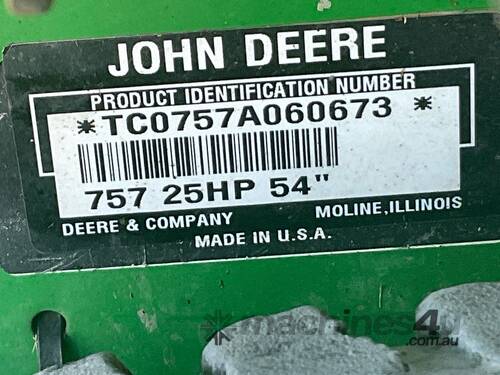 JOHN DEERE
PRODUCT IDENTIFICATION NUMBER
*TC0757A060673 *
757 25HP 54"
DEERE & COMPANY MOLINE, ILLINOIS
MADE IN U.S.A.
machines4u
.com.au